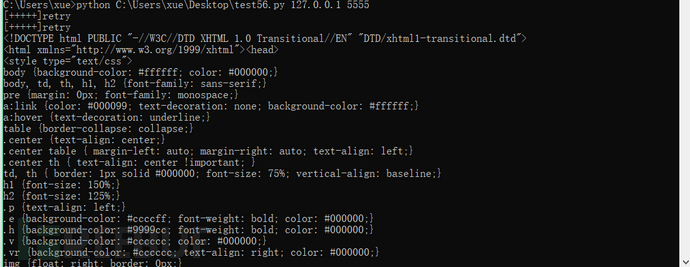 C:\Users\xue>python C:\Users\xue\Desktop\test56.py 127.0.0.1 5555
[+++++]retry
[+++++]retry
<!DOCTYPE html PUBLIC "-//W3C//DTD XHTML 1.0 Transitional//EN" "DTD/xhtml1-transitional.dtd">
<html xmlns="http://www.w3.org/1999/xhtml"><head>
<style type="text/css">
body {background-color: #ffffff; color: #000000;}
body, td, th, h1, h2 {font-family: sans-serif;}
pre {margin: 0px; font-family: monospace;}
a:link {color: #000099; text-decoration: none; background-color: #ffffff;}
a:hover {text-decoration: underline;}
table {border-collapse: collapse;}
.center {text-align: center;}
.center table { margin-left: auto; margin-right: auto; text-align: left;}
.center th { text-align: center !important; }
td, th { border: 1px solid #000000; font-size: 75%; vertical-align: baseline;}
h1 {font-size: 150%;}
h2 {font-size: 125%;}
.p {text-align: left;}
.e {background-color: #ccccff; font-weight: bold; color: #000000;}
.h {background-color: #9999cc; font-weight: bold; color: #000000;}
.v {background-color: #cccccc; color: #000000;}
.vr {background-color: #cccccc; text-align: right; color: #000000;}
img {float: right; border: 0px;}